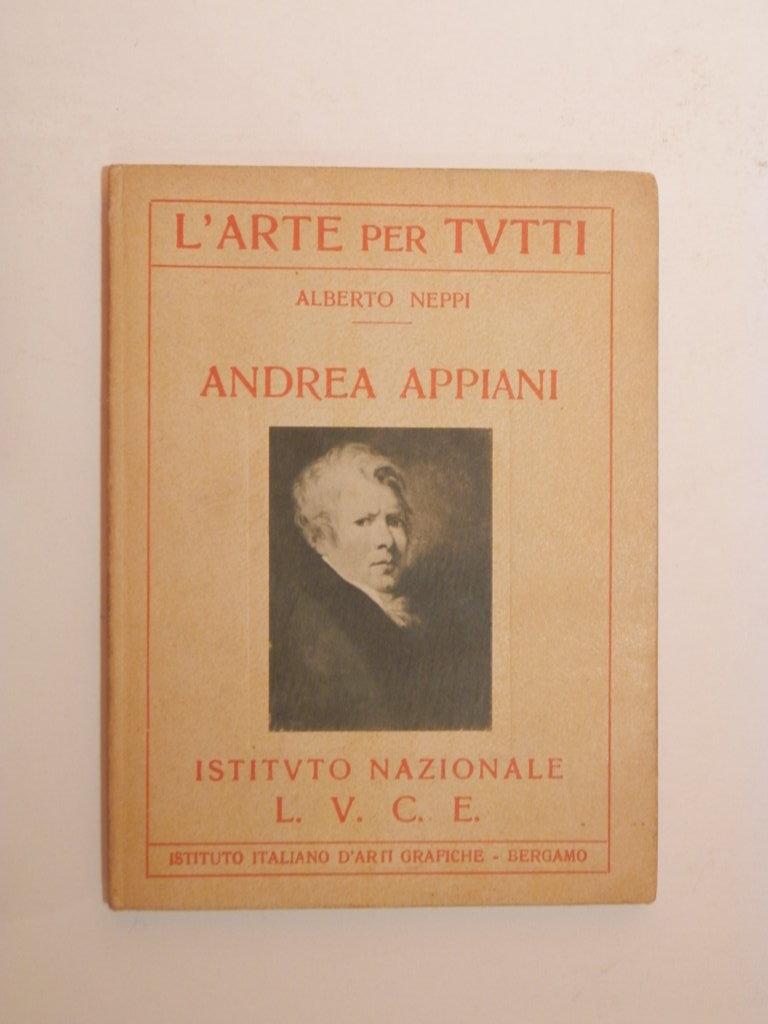 L'ARTE PER TVTTI
ALBERTO NEPPI
ANDREA APPIANI
ISTITVTO NAZIONALE
L. V. C. E.
ISTITUTO ITALIANO D'ARTI GRAFICHE - BERGAMO